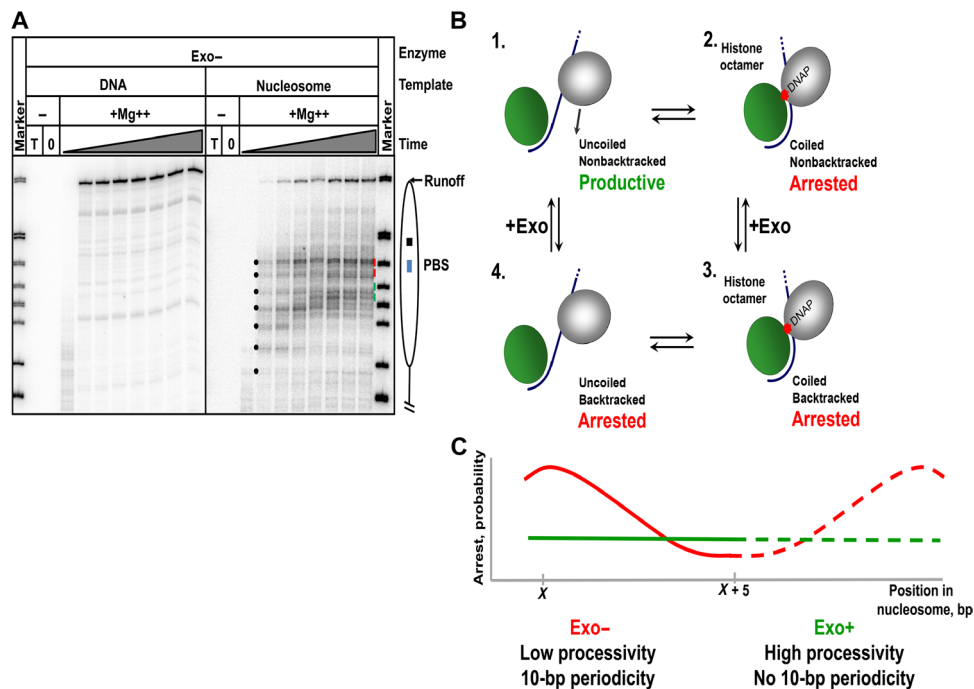 A
Exo–
Enzyme
DNA
Nucleosome
Template
Marker
–
+Mg++
–
+Mg++
Marker
T
0
T
0
Time
Runoff
PBS
B
1.
Uncoiled
Nonbacktracked
Productive
2.
Histone
octamer
DNAP
Coiled
Nonbacktracked
Arrested
+Exo
+Exo
4.
Uncoiled
Backtracked
Arrested
3.
Histone
octamer
DNAP
Coiled
Backtracked
Arrested
C
Arrest, probability
X
X + 5
Position in
nucleosome, bp
Exo–
Low processivity
10-bp periodicity
Exo+
High processivity
No 10-bp periodicity